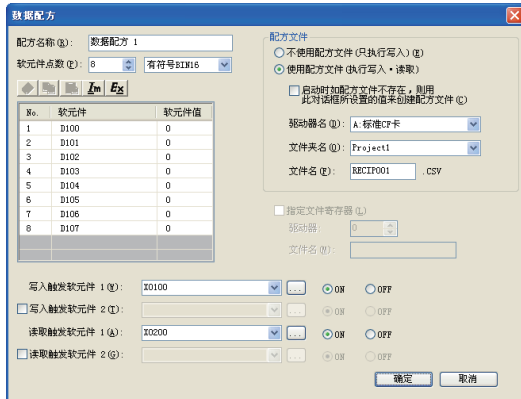 数据配方
配方名称(R): 数据配方 1
软元件点数(P): 8 有符号BIN16
Im Ex
No. 软元件 软元件值
1 D100 0
2 D101 0
3 D102 0
4 D103 0
5 D104 0
6 D105 0
7 D106 0
8 D107 0
配方文件
不使用配方文件(只执行写入)(E)
使用配方文件(执行写入·读取)
启动时如配方文件不存在,则用
此对话框所设置的值来创建配方文件(C)
驱动器名(D): A:标准CF卡
文件夹名(O): Project1
文件名(F): RECIP001 .CSV
指定文件寄存器(L)
驱动器: 0
文件名(N):
写入触发软元件 1(W): X0100 ... ON OFF
写入触发软元件 2(T): ... ON OFF
读取触发软元件 1(A): X0200 ... ON OFF
读取触发软元件 2(G): ... ON OFF
确定 取消